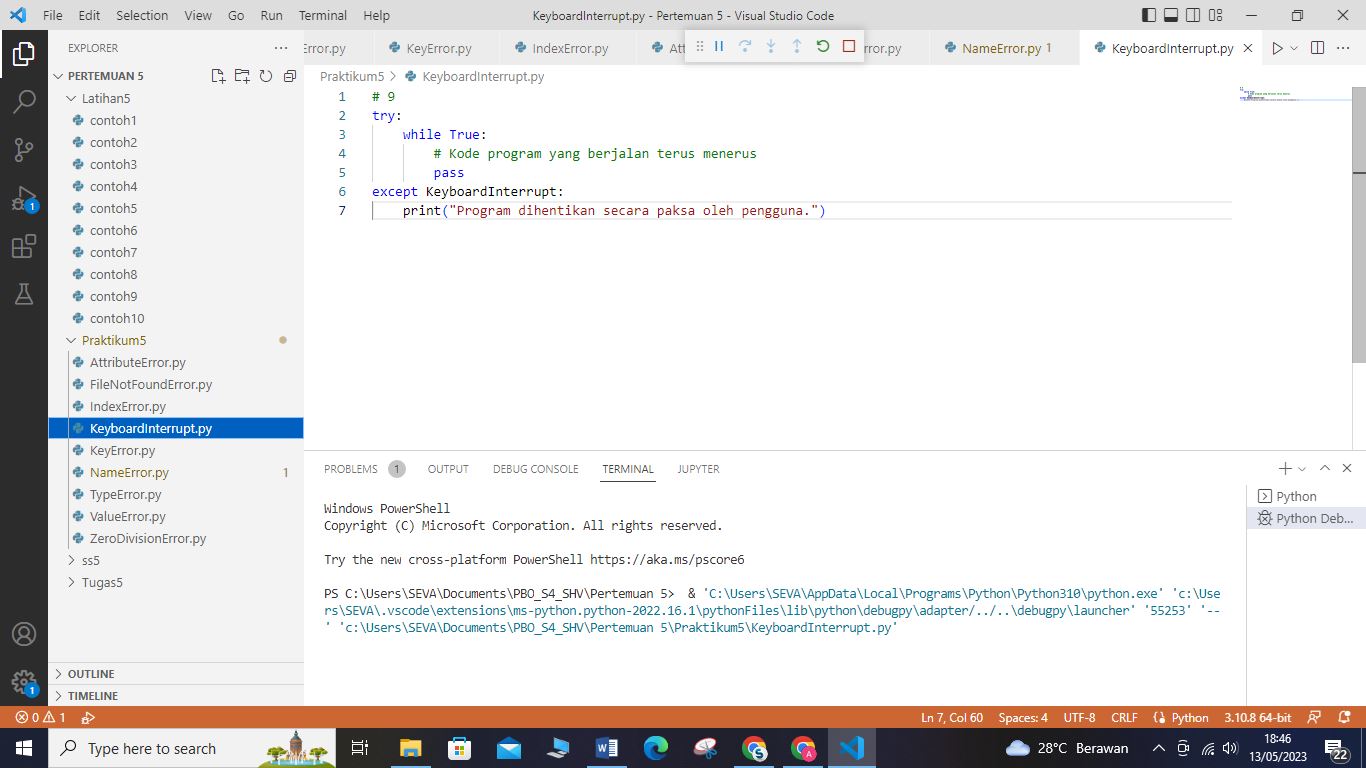 File Edit Selection View Go Run Terminal Help KeyboardInterrupt.py - Pertemuan 5 - Visual Studio Code
EXPLORER
Error.py KeyError.py IndexError.py Att rror.py NameError.py 1 KeyboardInterrupt.py
PERTEMUAN 5
Praktikum5 > KeyboardInterrupt.py
Latihan5
contoh1
contoh2
contoh3
contoh4
contoh5
contoh6
contoh7
contoh8
contoh9
contoh10
Praktikum5
AttributeError.py
FileNotFoundError.py
IndexError.py
KeyboardInterrupt.py
KeyError.py
NameError.py 1
TypeError.py
ValueError.py
ZeroDivisionError.py
ss5
Tugas5
OUTLINE
TIMELINE
1
1
1 # 9
2 try:
3 while True:
4 # Kode program yang berjalan terus menerus
5 pass
6 except KeyboardInterrupt:
7 print("Program dihentikan secara paksa oleh pengguna.")
PROBLEMS 1 OUTPUT DEBUG CONSOLE TERMINAL JUPYTER
Windows PowerShell
Copyright (C) Microsoft Corporation. All rights reserved.
Try the new cross-platform PowerShell https://aka.ms/pscore6
PS C:\Users\SEVA\Documents\PBO_S4_SHV\Pertemuan 5> & 'C:\Users\SEVA\AppData\Local\Programs\Python\Python310\python.exe' 'c:\Use
rs\SEVA\.vscode\extensions\ms-python.python-2022.16.1\pythonFiles\lib\python\debugpy\adapter/../..\debugpy\launcher' '55253' '--
' 'c:\Users\SEVA\Documents\PBO_S4_SHV\Pertemuan 5\Praktikum5\KeyboardInterrupt.py'
Python
Python Deb...
0 1 Ln 7, Col 60 Spaces: 4 UTF-8 CRLF Python 3.10.8 64-bit
Type here to search 28°C Berawan 18:46
13/05/2023
22